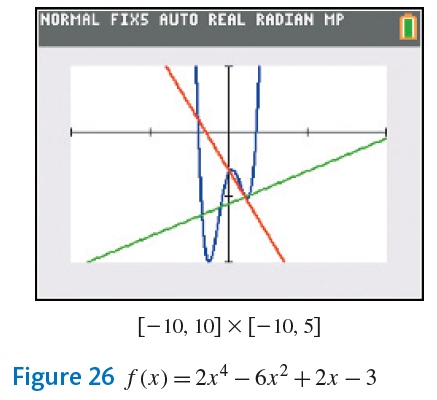 NORMAL FIX5 AUTO REAL RADIAN MP
[−10, 10] × [−10, 5]
Figure 26 f(x) = 2x⁴ − 6x² + 2x − 3